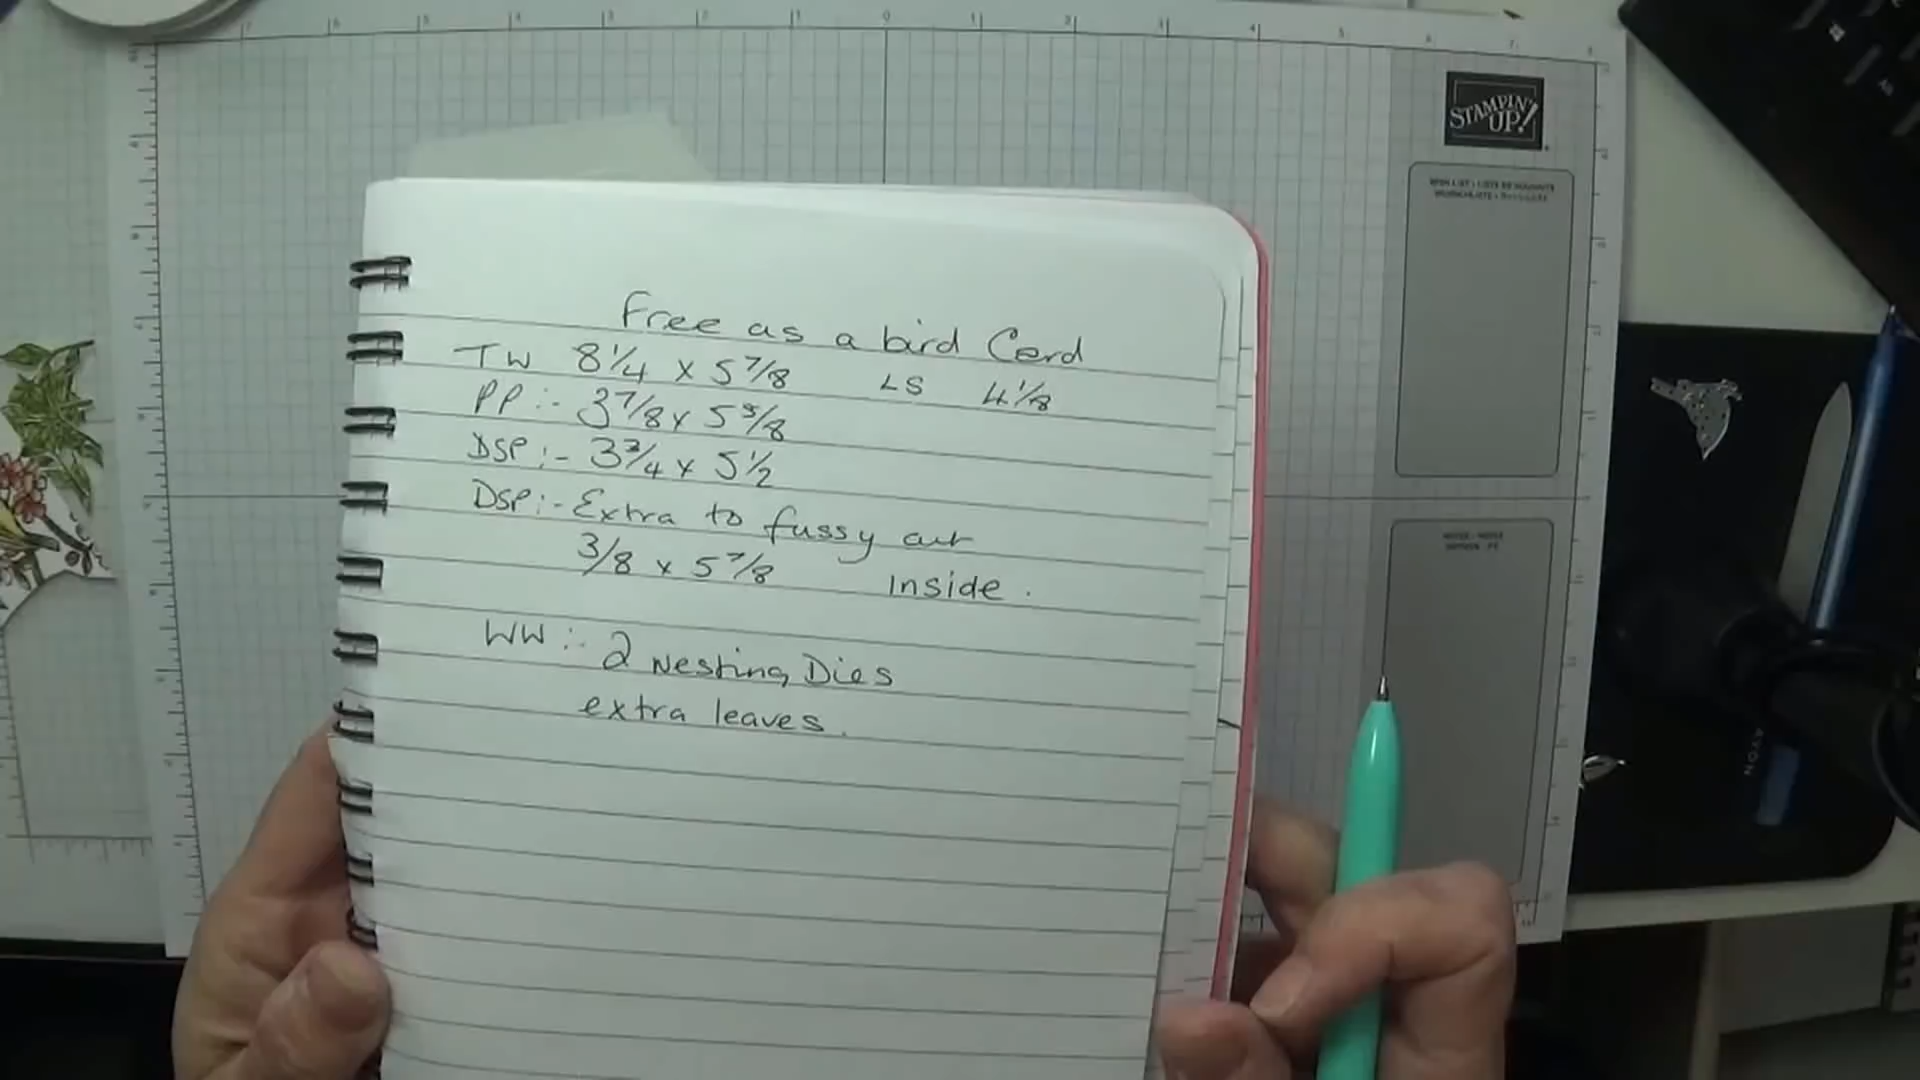 STAMPIN' UP!
Free as a bird Card
TW 8 1/4 x 5 7/8 LS 4 1/8
PP :- 3 7/8 x 5 5/8
DSP :- 3 3/4 x 5 1/2
DSP :- Extra to fussy cut
3/8 x 5 7/8 inside.
WW :- 2 Nesting Dies
extra leaves.